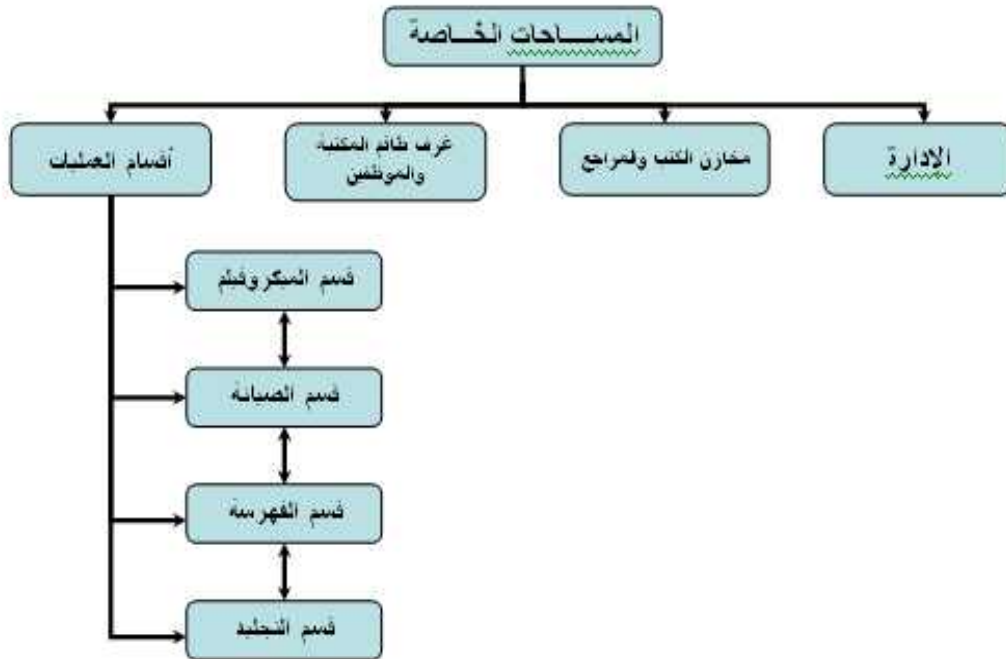 المساحات الخاصة
الإدارة
مخازن الكتب والمراجع
غرف طاقم المكتبة
والموظفين
أقسام العمليات
قسم الميكروفيلم
قسم الصيانة
قسم الفهرسة
قسم التجليد